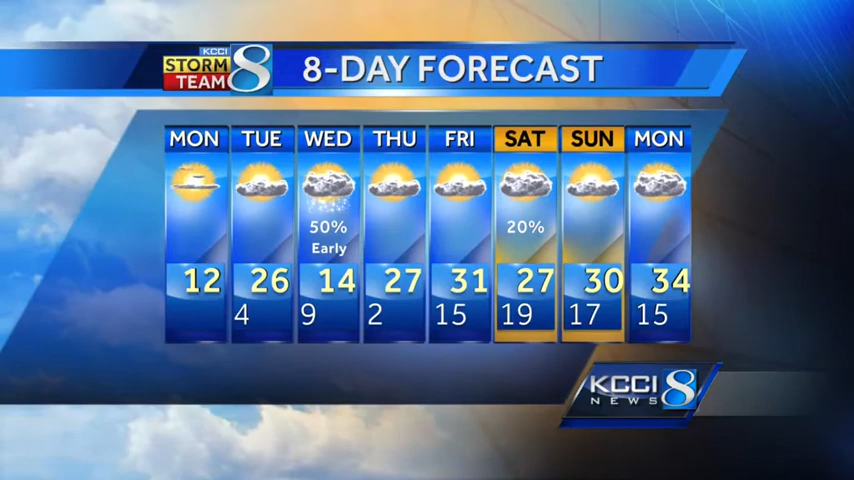 KCCI
STORM
TEAM
8
8-DAY FORECAST
MON TUE WED THU FRI SAT SUN MON
50% 20%
Early
12 26 14 27 31 27 30 34
4 9 2 15 19 17 15
KCCI 8
NEWS